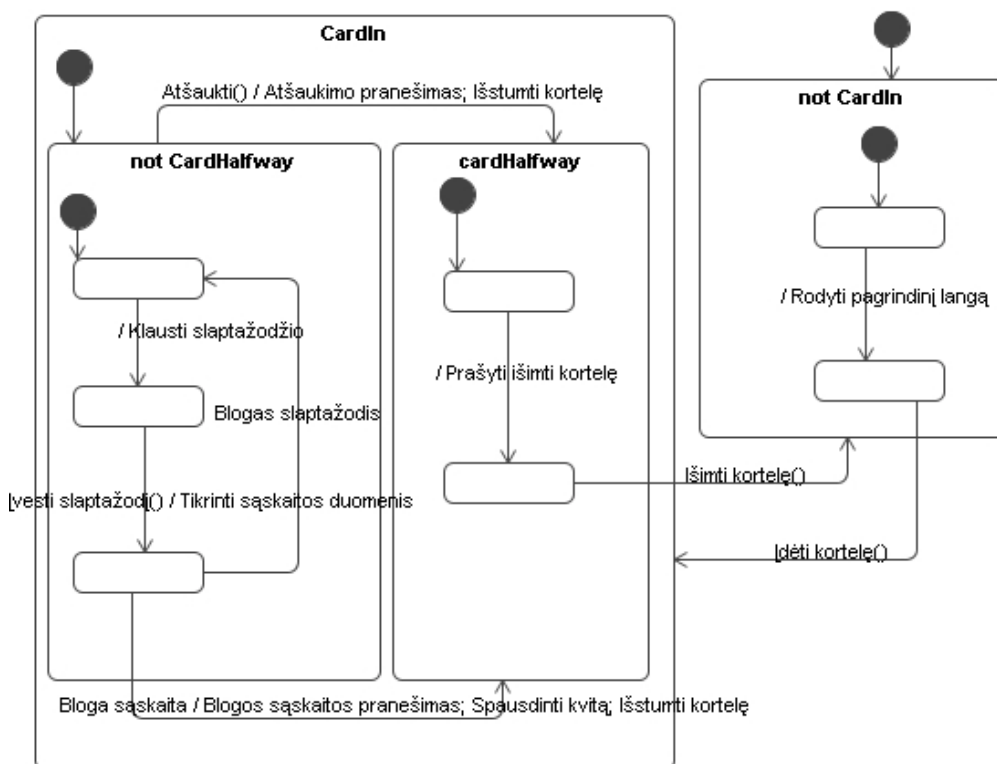 CardIn
Atšaukti() / Atšaukimo pranešimas; Išstumti kortelę
not CardIn
not CardHalfway
cardHalfway
/ Rodyti pagrindinį langą
/ Klausti slaptažodžio
/ Prašyti išimti kortelę
Blogas slaptažodis
Išimti kortelę()
Įvesti slaptažodį() / Tikrinti sąskaitos duomenis
Įdėti kortelę()
Bloga sąskaita / Blogos sąskaitos pranešimas; Spausdinti kvitą; Išstumti kortelę